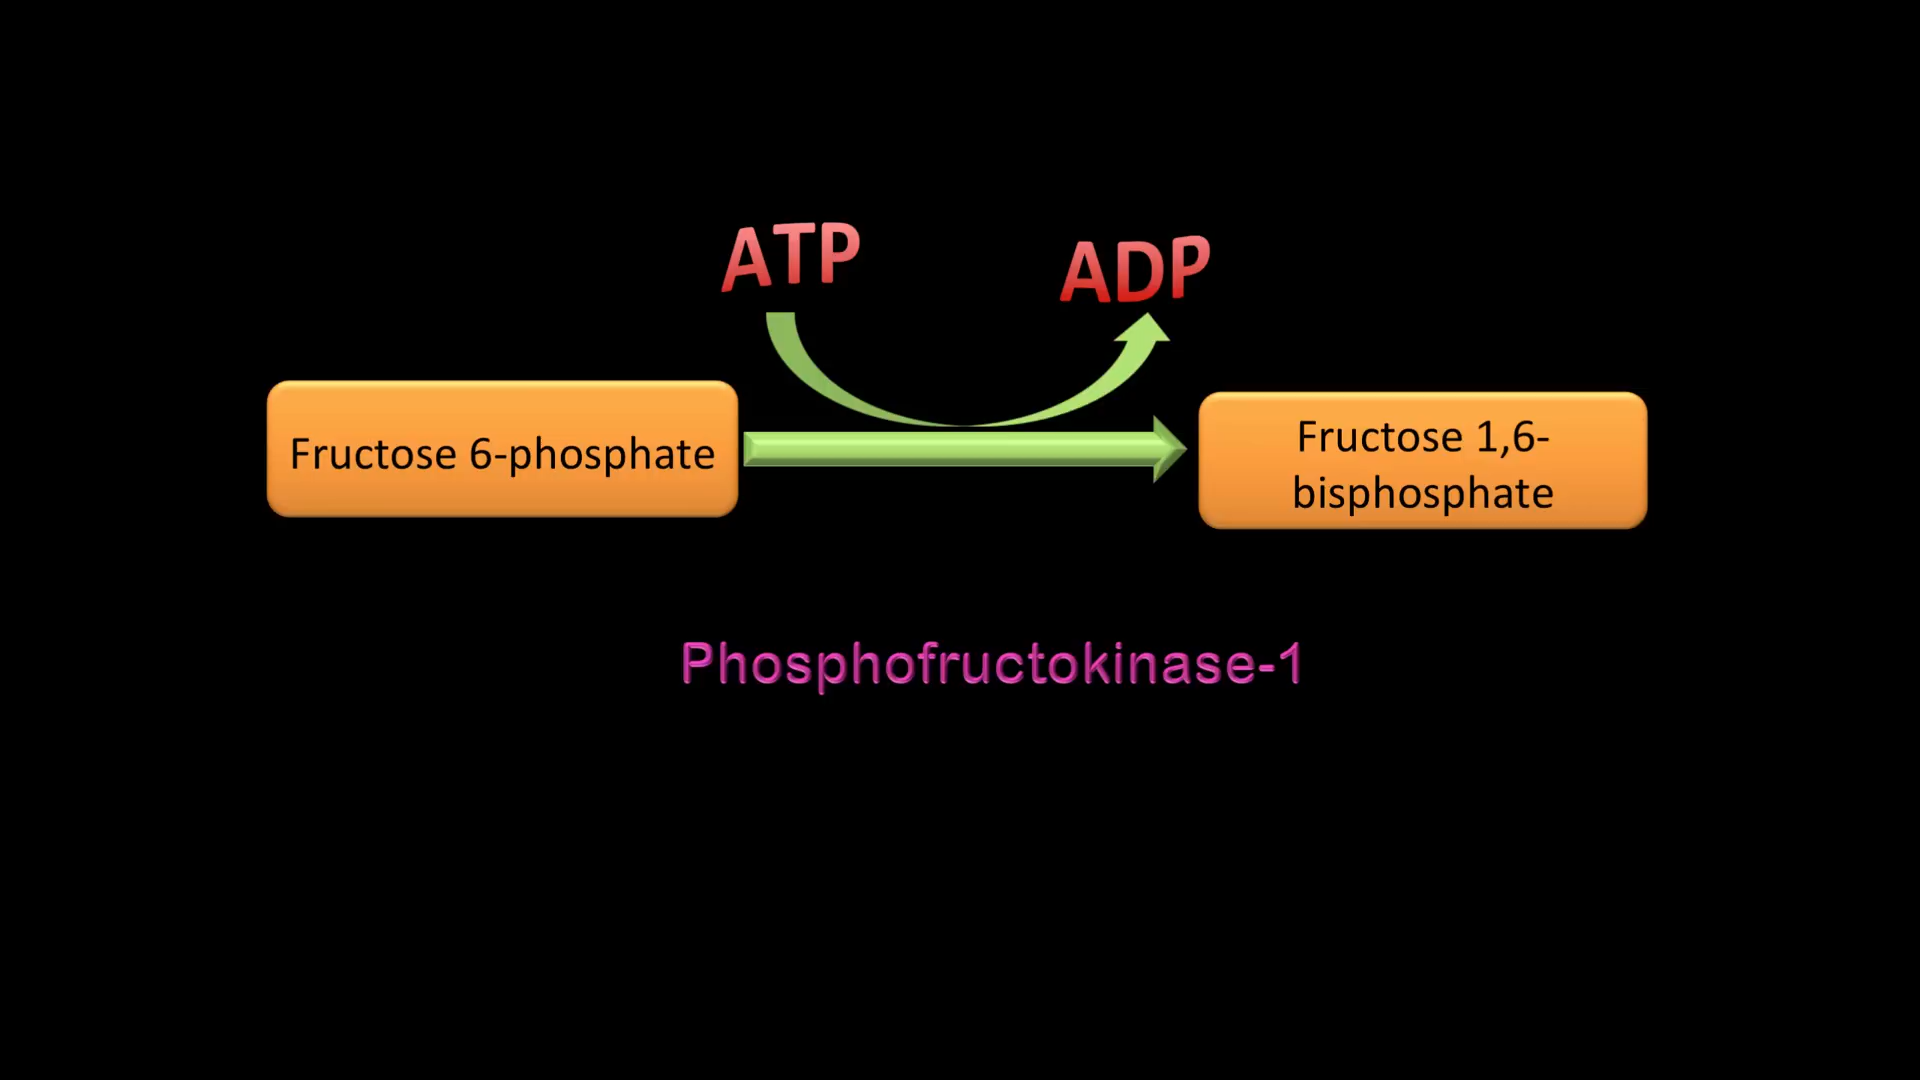 ATP
ADP
Fructose 6-phosphate
Fructose 1,6-
bisphosphate
Phosphofructokinase-1